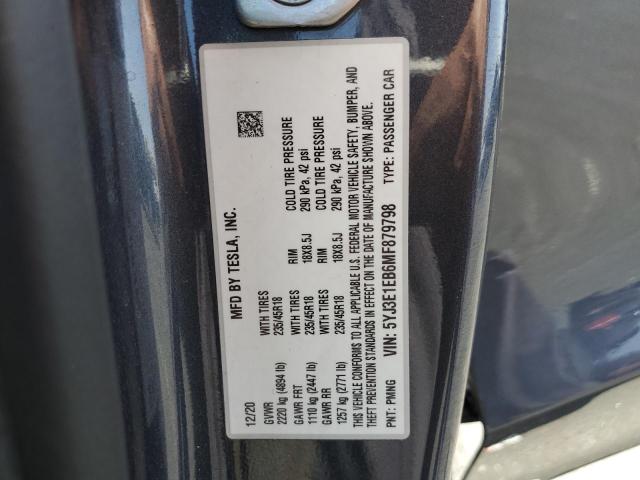 MFD BY TESLA, INC.
12/20
GVWR
2220 kg (4894 lb)
WITH TIRES
235/45R18
RIM
18X8.5J
COLD TIRE PRESSURE
290 kPa, 42 psi
GAWR FRT
1110 kg (2447 lb)
WITH TIRES
235/45R18
RIM
18X8.5J
COLD TIRE PRESSURE
290 kPa, 42 psi
GAWR RR
1257 kg (2771 lb)
WITH TIRES
235/45R18
THIS VEHICLE CONFORMS TO ALL APPLICABLE U.S. FEDERAL MOTOR VEHICLE SAFETY, BUMPER, AND
THEFT PREVENTION STANDARDS IN EFFECT ON THE DATE OF MANUFACTURE SHOWN ABOVE.
PNT: PMNG
VIN: 5YJ3E1EB6MF879798
TYPE: PASSENGER CAR